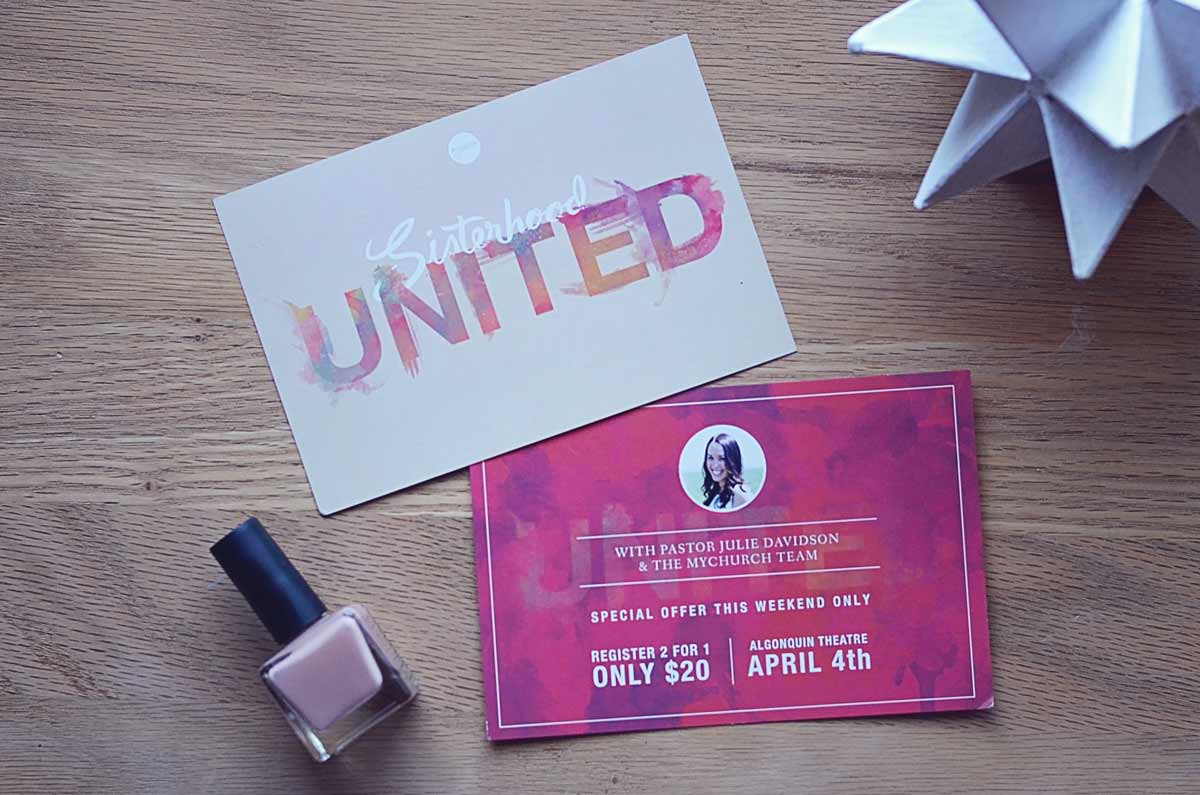 Sisterhood
UNITED
UNITED
WITH PASTOR JULIE DAVIDSON
& THE MYCHURCH TEAM
SPECIAL OFFER THIS WEEKEND ONLY
REGISTER 2 FOR 1
ONLY $20
ALGONQUIN THEATRE
APRIL 4th